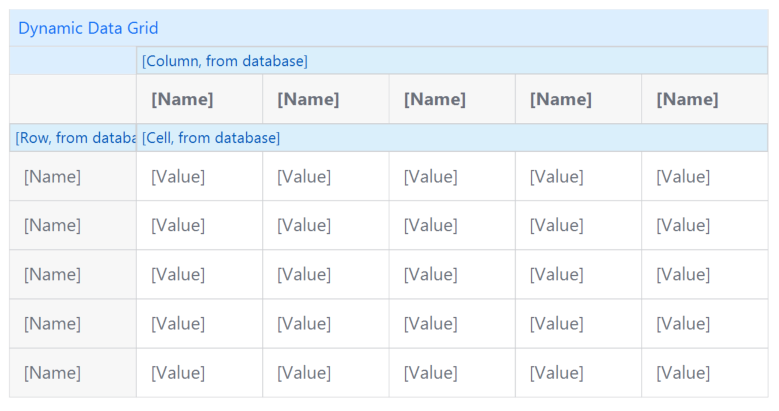 Dynamic Data Grid
[Column, from database]
[Name] [Name] [Name] [Name] [Name]
[Row, from databa [Cell, from database]
[Name] [Value] [Value] [Value] [Value] [Value]
[Name] [Value] [Value] [Value] [Value] [Value]
[Name] [Value] [Value] [Value] [Value] [Value]
[Name] [Value] [Value] [Value] [Value] [Value]
[Name] [Value] [Value] [Value] [Value] [Value]